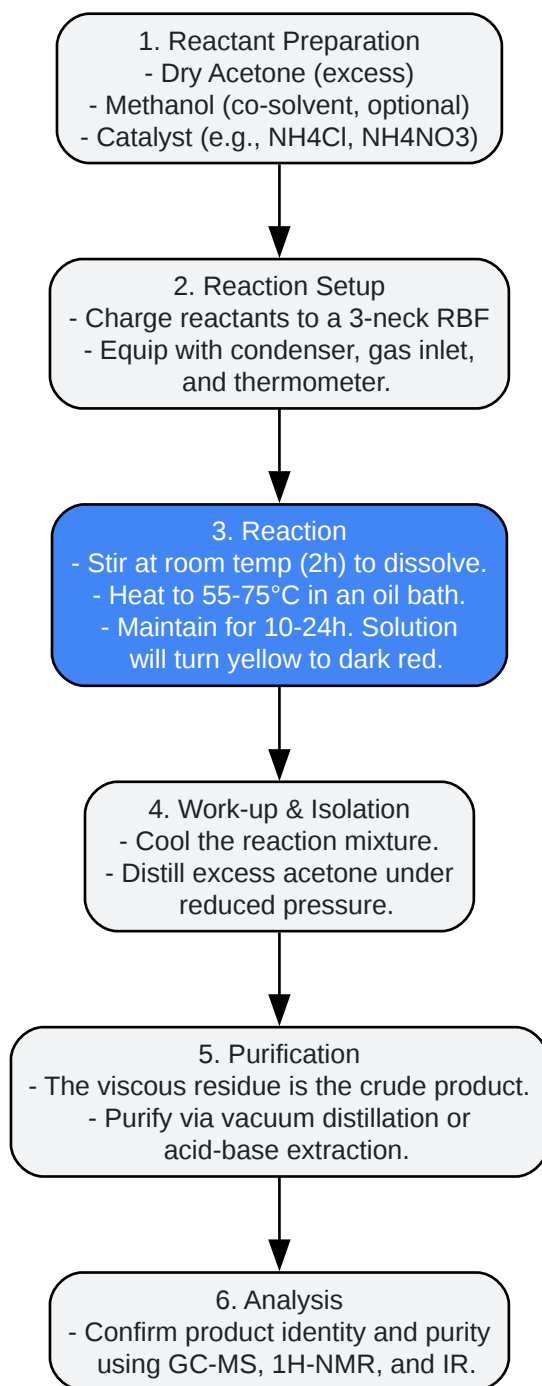 1. Reactant Preparation
- Dry Acetone (excess)
- Methanol (co-solvent, optional)
- Catalyst (e.g., NH4Cl, NH4NO3)
2. Reaction Setup
- Charge reactants to a 3-neck RBF
- Equip with condenser, gas inlet,
and thermometer.
3. Reaction
- Stir at room temp (2h) to dissolve.
- Heat to 55-75°C in an oil bath.
- Maintain for 10-24h. Solution
will turn yellow to dark red.
4. Work-up & Isolation
- Cool the reaction mixture.
- Distill excess acetone under
reduced pressure.
5. Purification
- The viscous residue is the crude product.
- Purify via vacuum distillation or
acid-base extraction.
6. Analysis
- Confirm product identity and purity
using GC-MS, 1H-NMR, and IR.